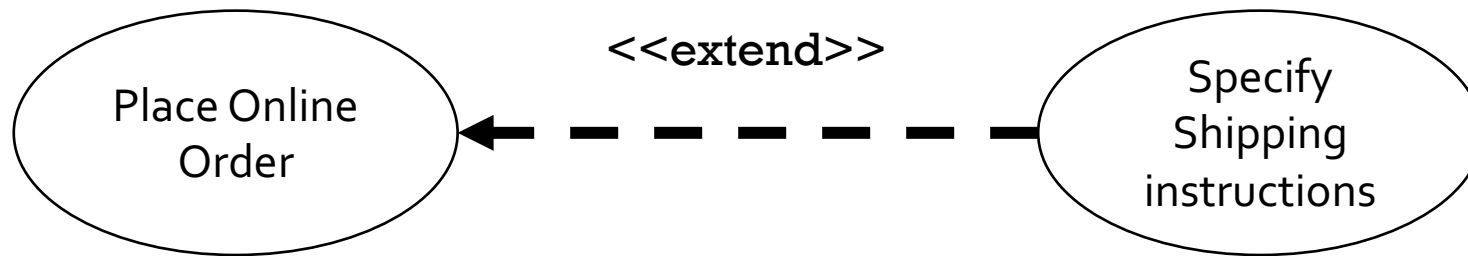 Place Online
Order
<<extend>>
Specify
Shipping
instructions